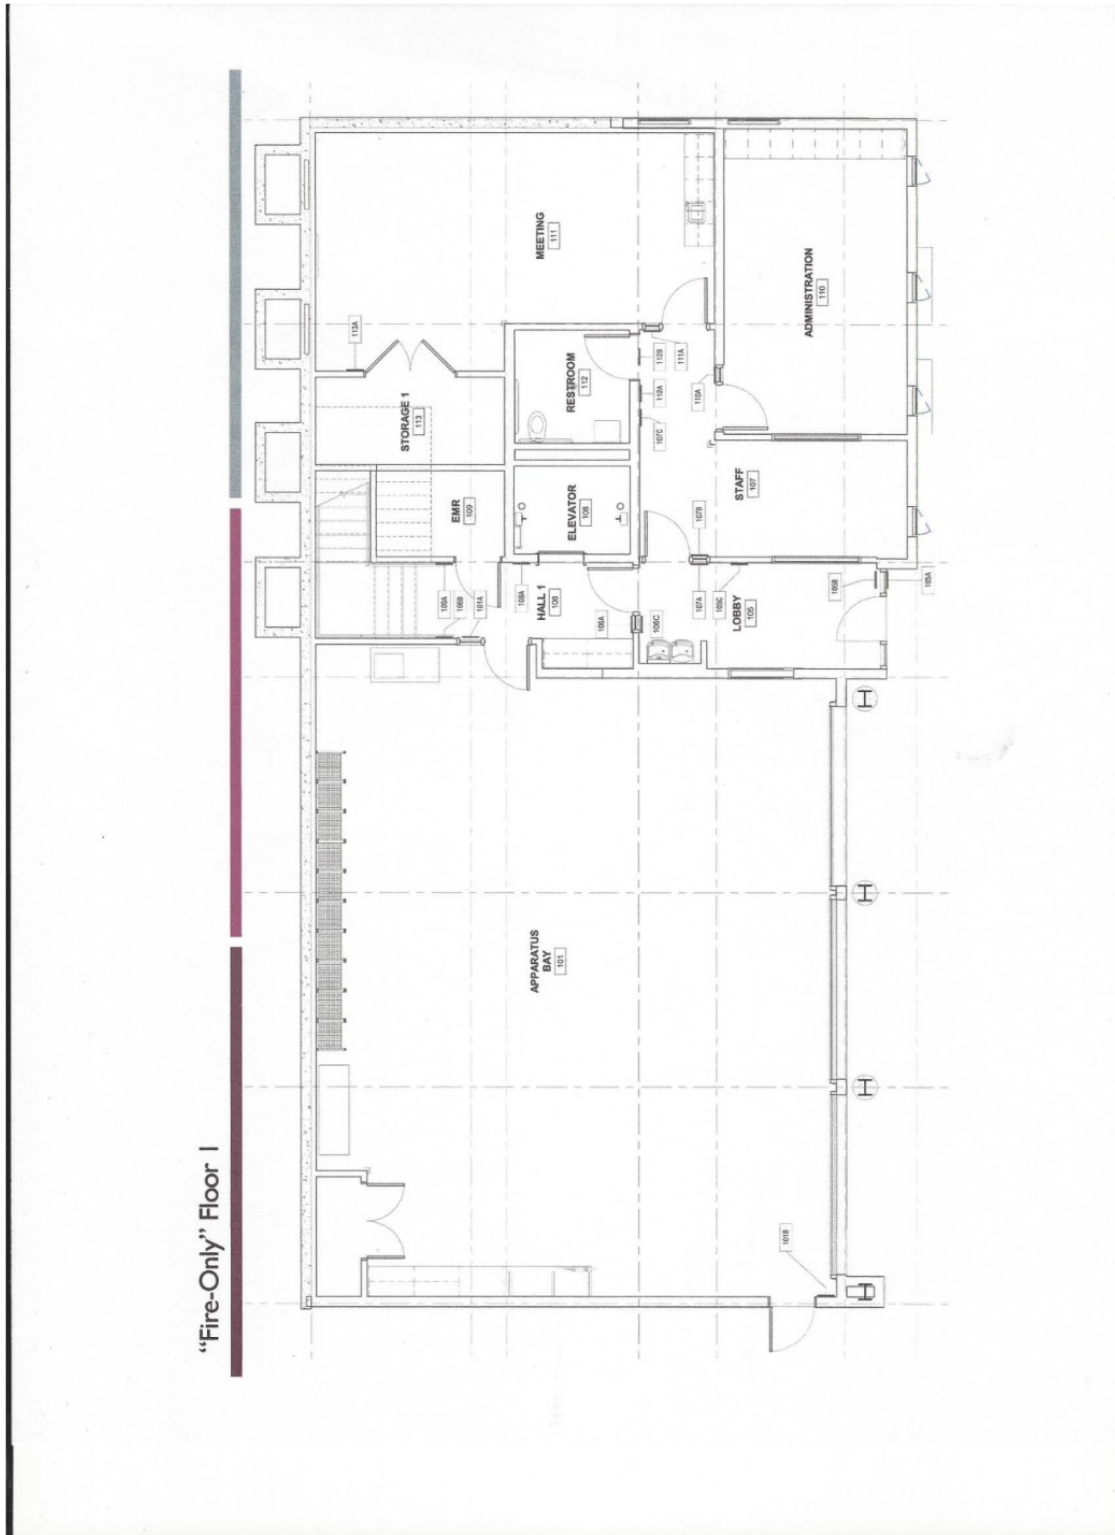 “Fire-Only” Floor 1
113A
STORAGE 1
113
109A
106B
EMR
109
101A
108A
APPARATUS
BAY
101
HALL 1
106
MEETING
111
ELEVATOR
108
RESTROOM
112
106A
106C
107C
112A
112B
111A
107A
107B
110A
105C
LOBBY
105
STAFF
107
101B
ADMINISTRATION
110
105B
105A